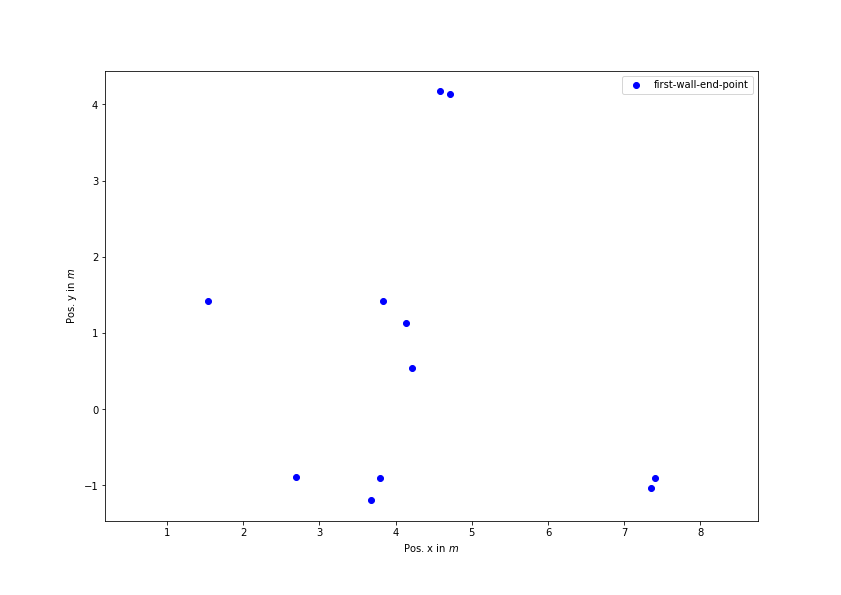 first-wall-end-point
4
3
2
1
0
−1
Pos. y in m
1 2 3 4 5 6 7 8
Pos. x in m